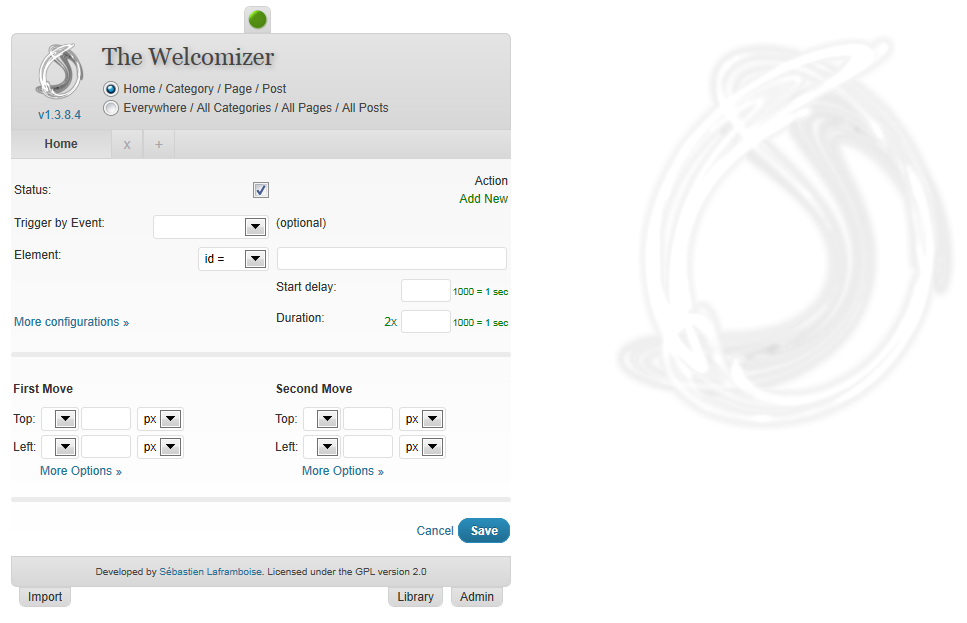 The Welcomizer
Home / Category / Page / Post
Everywhere / All Categories / All Pages / All Posts
v1.3.8.4
Home x +
Action
Status:
Add New
Trigger by Event: (optional)
Element: id =
Start delay: 1000 = 1 sec
More configurations » Duration: 2x 1000 = 1 sec
First Move Second Move
Top: px Top: px
Left: px Left: px
More Options » More Options »
Cancel Save
Developed by Sébastien Laframboise. Licensed under the GPL version 2.0
Import Library Admin